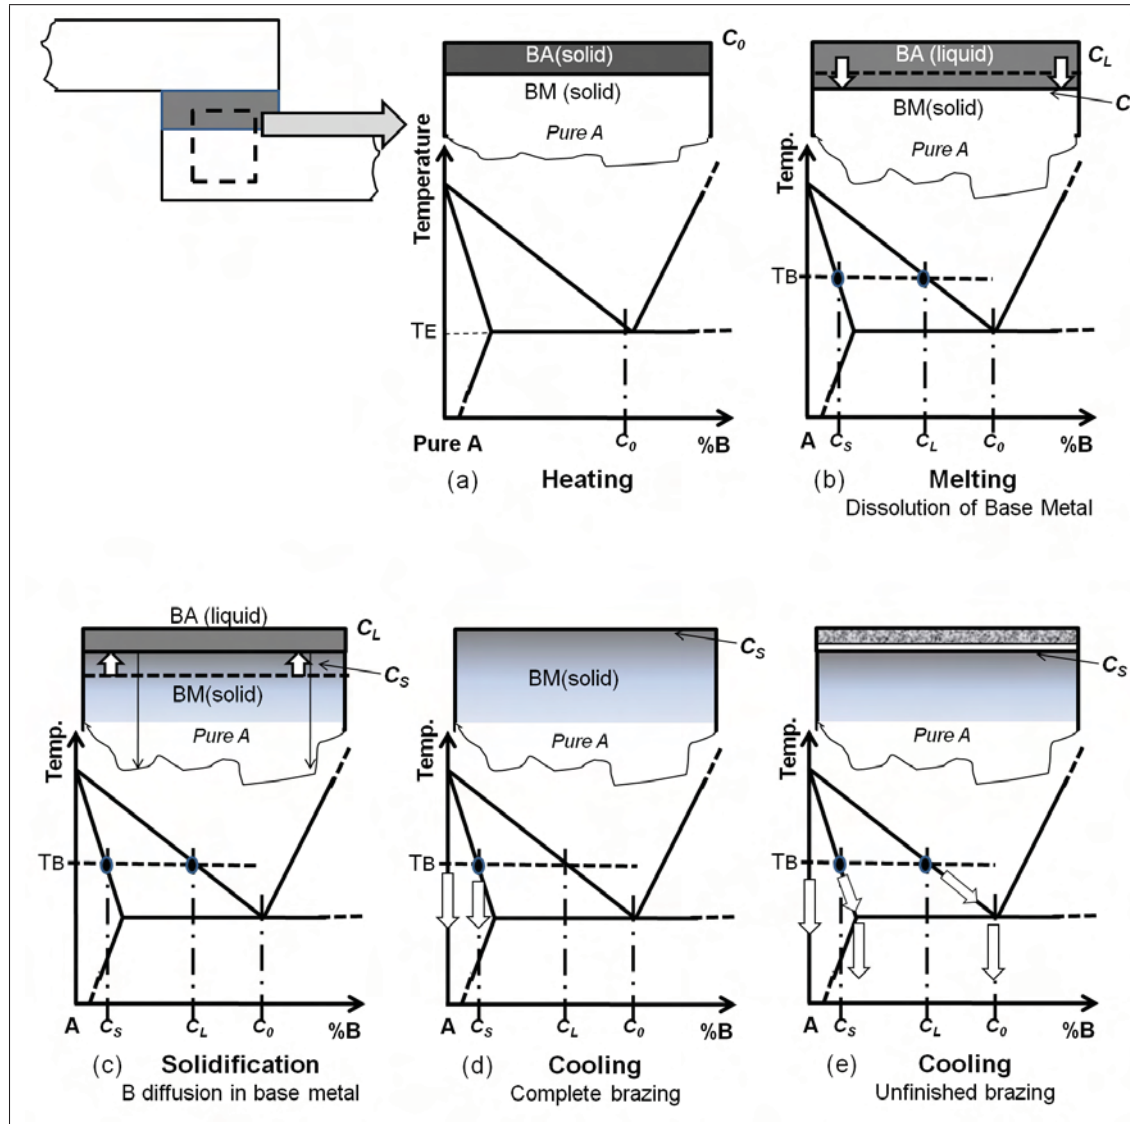 BA(solid)
C0
BM (solid)
Pure A
Temperature
TE
Pure A
C0
%B
(a) Heating
BA (liquid)
CL
BM(solid)
C
Pure A
Temp.
TB
A
CS
CL
C0
%B
(b) Melting
Dissolution of Base Metal
BA (liquid)
CL
CS
BM(solid)
Pure A
Temp.
TB
A
CS
CL
C0
%B
(c) Solidification
B diffusion in base metal
CS
BM(solid)
Pure A
Temp.
TB
A
CS
CL
C0
%B
(d) Cooling
Complete brazing
CS
Pure A
Temp.
TB
A
CS
CL
C0
%B
(e) Cooling
Unfinished brazing